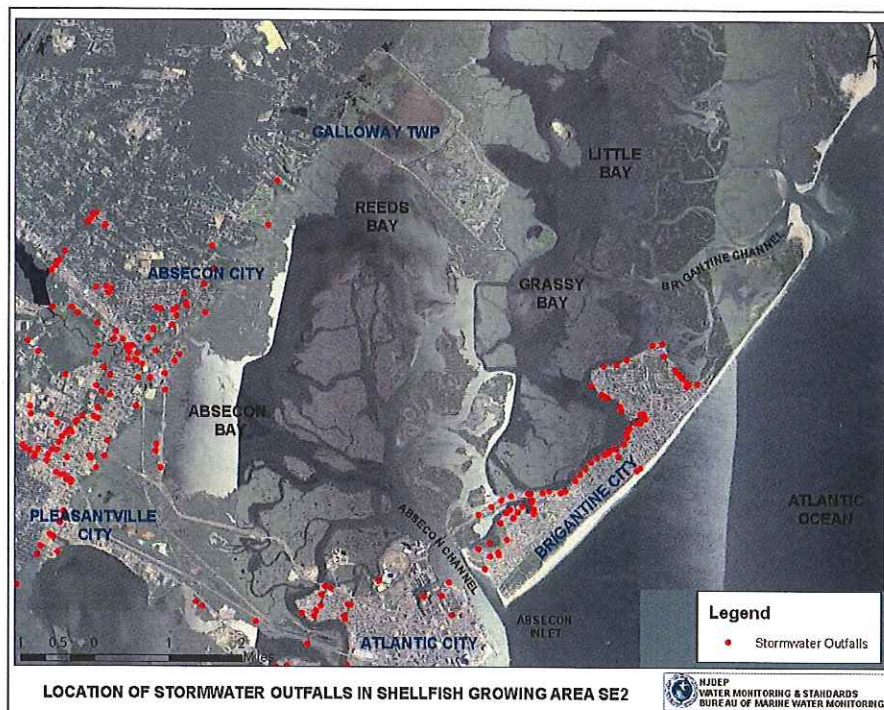 N
GALLOWAY TWP
LITTLE
BAY
REEDS
BAY
ABSECON CITY
BRIGANTINE CHANNEL
GRASSY
BAY
ABSECON
BAY
BRIGANTINE CITY
ATLANTIC
OCEAN
PLEASANTVILLE
CITY
ABSECON CHANNEL
ABSECON
INLET
ATLANTIC CITY
1 0.5 0 1 2
Miles
Legend
Stormwater Outfalls
LOCATION OF STORMWATER OUTFALLS IN SHELLFISH GROWING AREA SE2
NJDEP
WATER MONITORING & STANDARDS
BUREAU OF MARINE WATER MONITORING